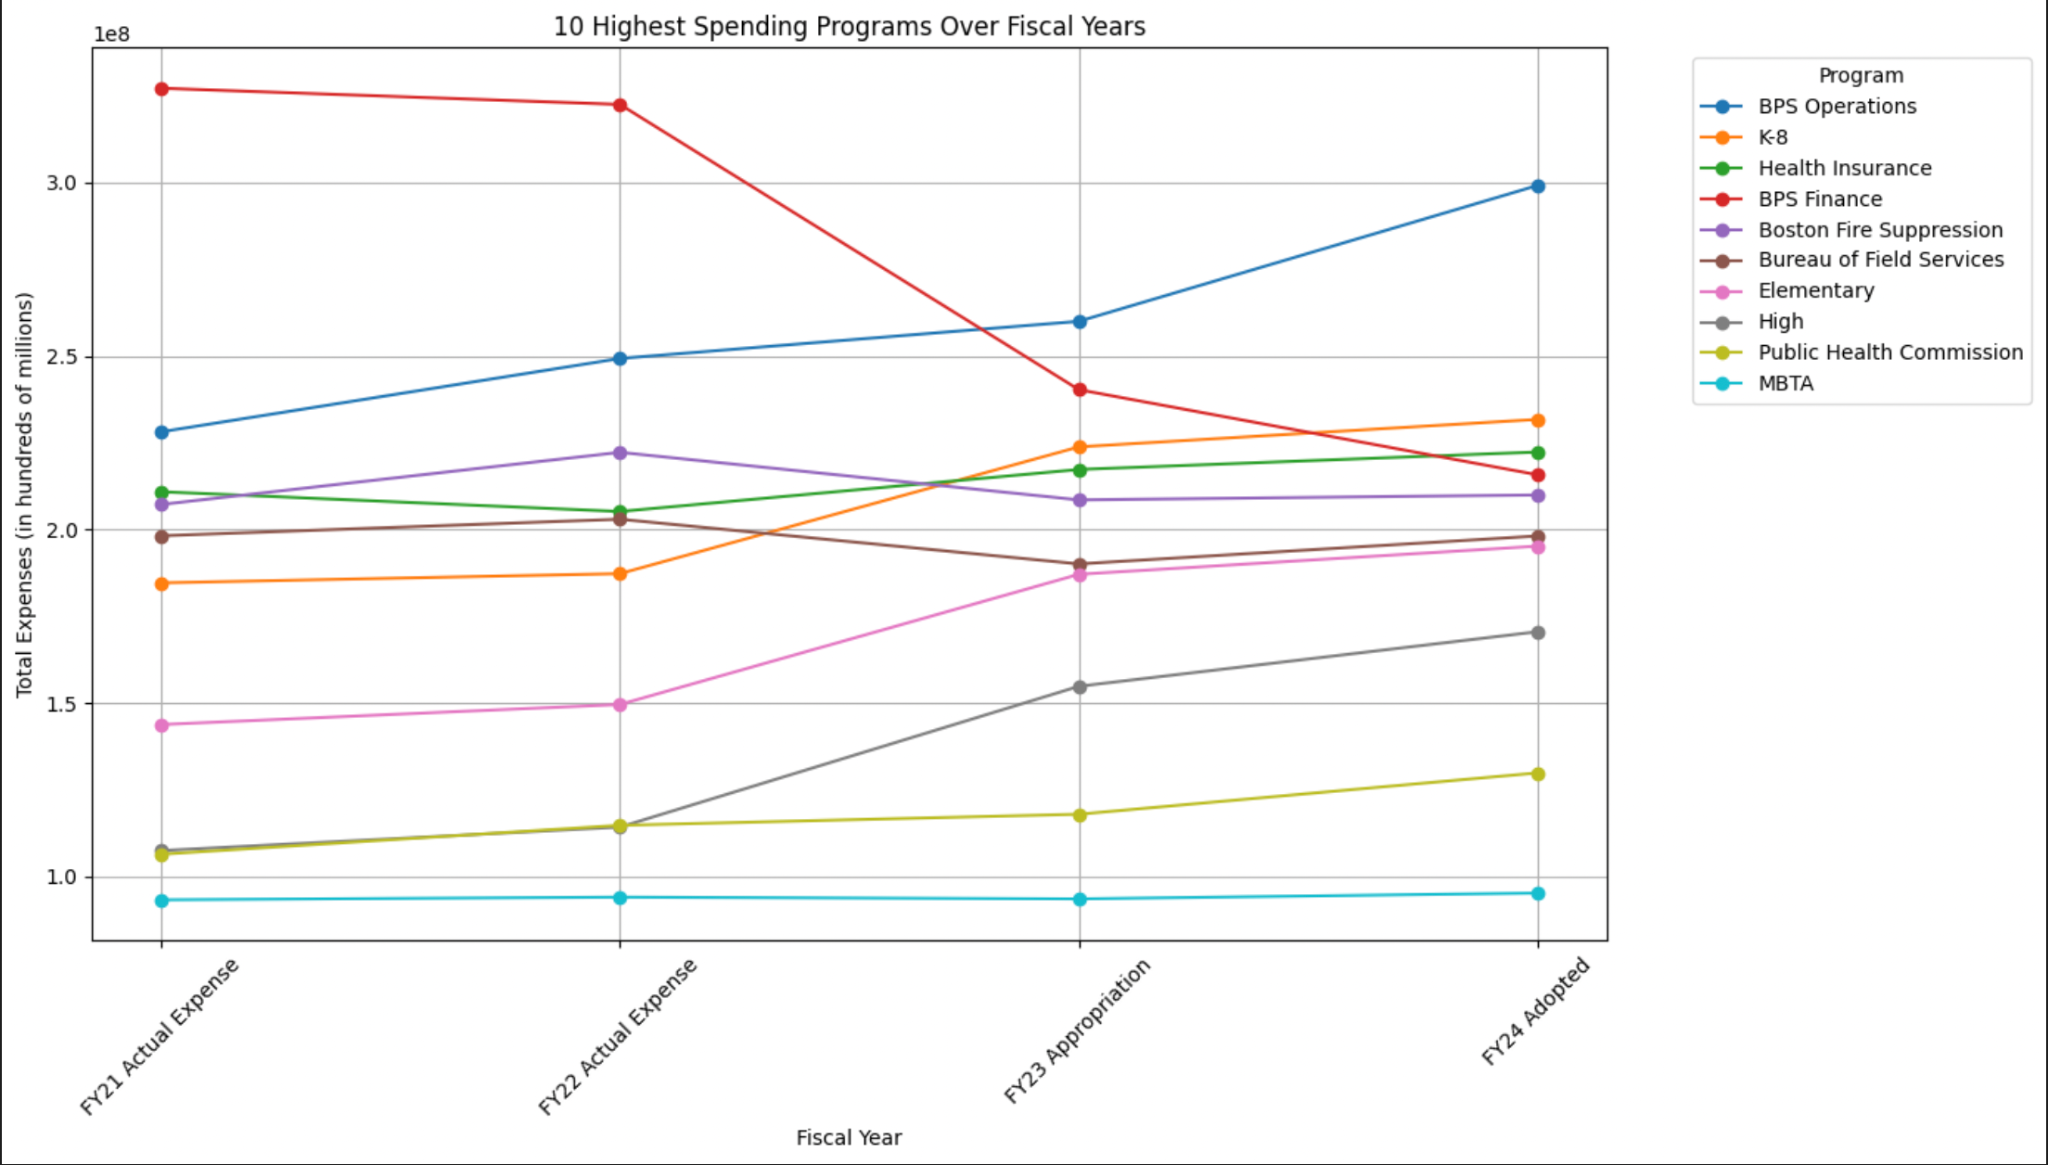 10 Highest Spending Programs Over Fiscal Years
1e8
3.0
2.5
2.0
1.5
1.0
Total Expenses (in hundreds of millions)
FY21 Actual Expense
FY22 Actual Expense
FY23 Appropriation
FY24 Adopted
Fiscal Year
Program
BPS Operations
K-8
Health Insurance
BPS Finance
Boston Fire Suppression
Bureau of Field Services
Elementary
High
Public Health Commission
MBTA